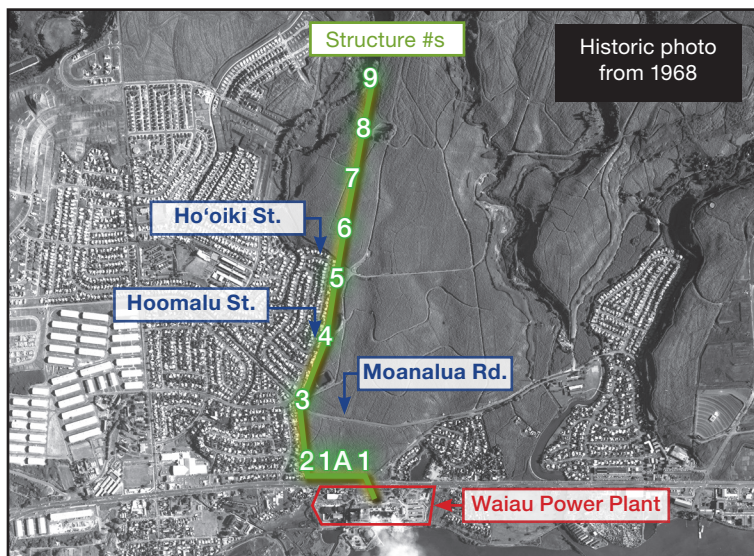 Structure #s
Historic photo
from 1968
9
8
7
6
Ho‘oiki St.
5
Hoomalu St.
4
Moanalua Rd.
3
2 1A 1
Waiau Power Plant